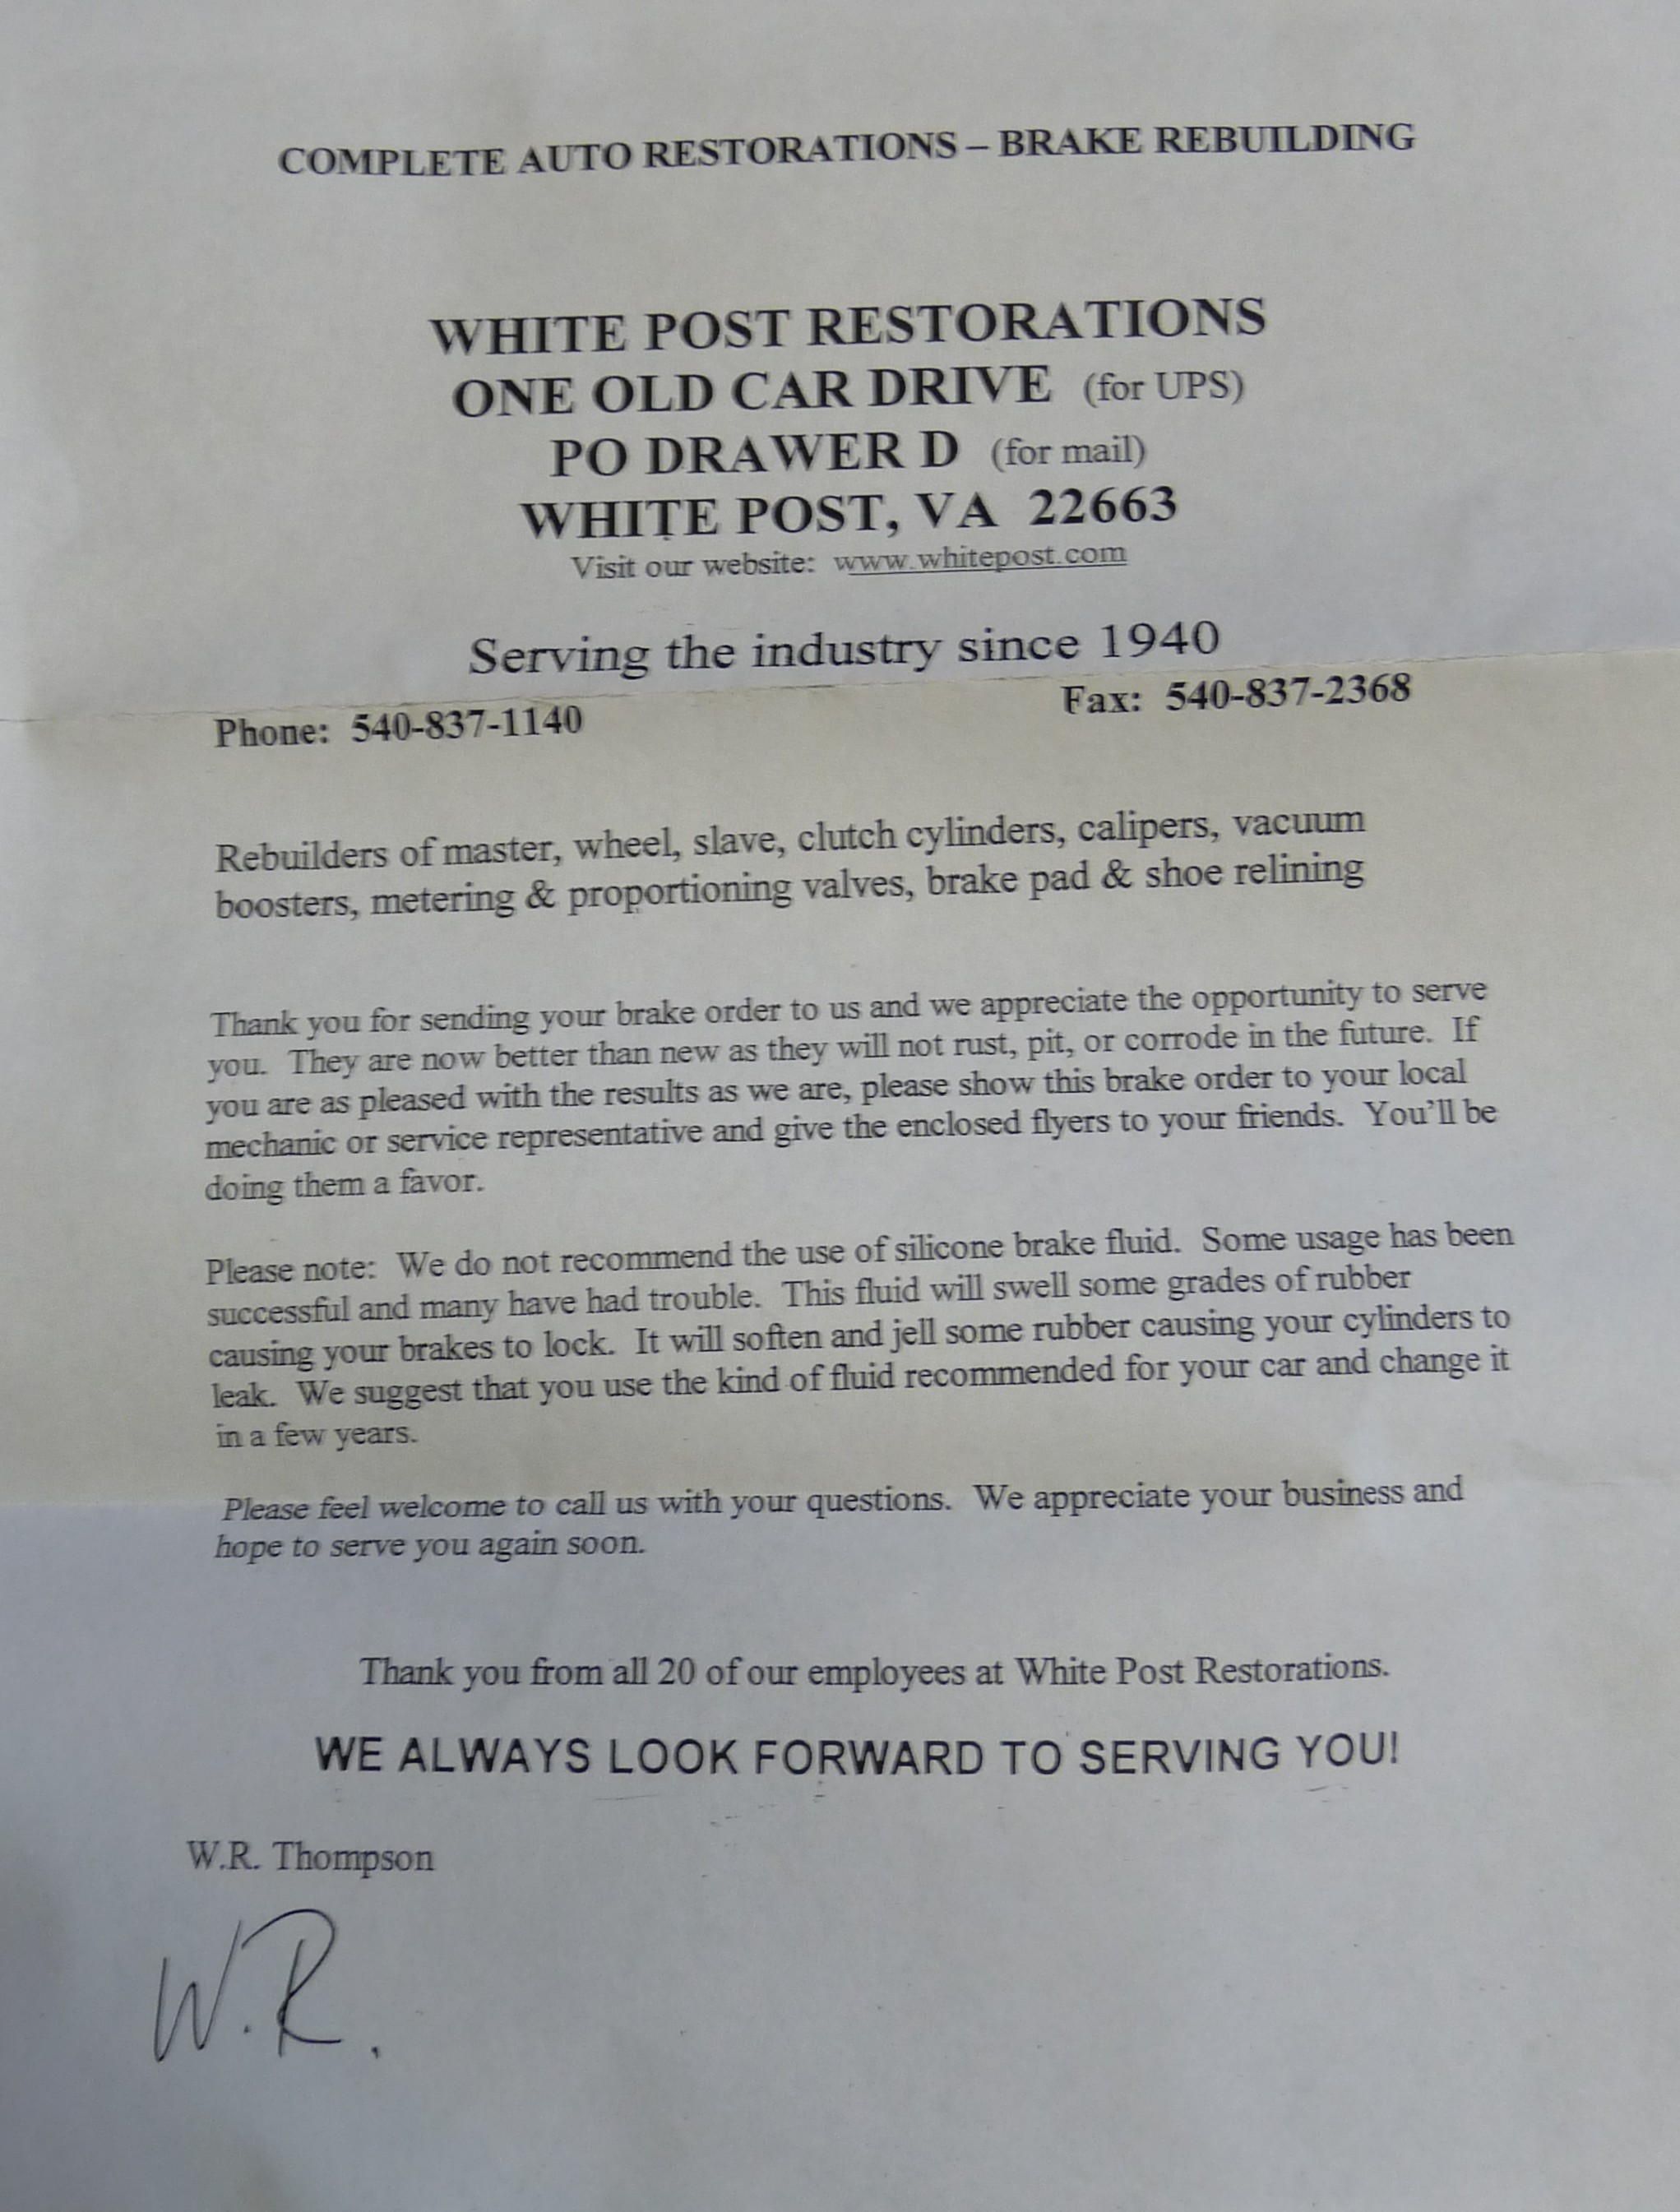 COMPLETE AUTO RESTORATIONS – BRAKE REBUILDING
WHITE POST RESTORATIONS
ONE OLD CAR DRIVE (for UPS)
PO DRAWER D (for mail)
WHITE POST, VA 22663
Visit our website: www.whitepost.com
Serving the industry since 1940
Phone: 540-837-1140 Fax: 540-837-2368
Rebuilders of master, wheel, slave, clutch cylinders, calipers, vacuum
boosters, metering & proportioning valves, brake pad & shoe relining
Thank you for sending your brake order to us and we appreciate the opportunity to serve
you. They are now better than new as they will not rust, pit, or corrode in the future. If
you are as pleased with the results as we are, please show this brake order to your local
mechanic or service representative and give the enclosed flyers to your friends. You'll be
doing them a favor.
Please note: We do not recommend the use of silicone brake fluid. Some usage has been
successful and many have had trouble. This fluid will swell some grades of rubber
causing your brakes to lock. It will soften and jell some rubber causing your cylinders to
leak. We suggest that you use the kind of fluid recommended for your car and change it
in a few years.
Please feel welcome to call us with your questions. We appreciate your business and
hope to serve you again soon.
Thank you from all 20 of our employees at White Post Restorations.
WE ALWAYS LOOK FORWARD TO SERVING YOU!
W.R. Thompson
W.R.